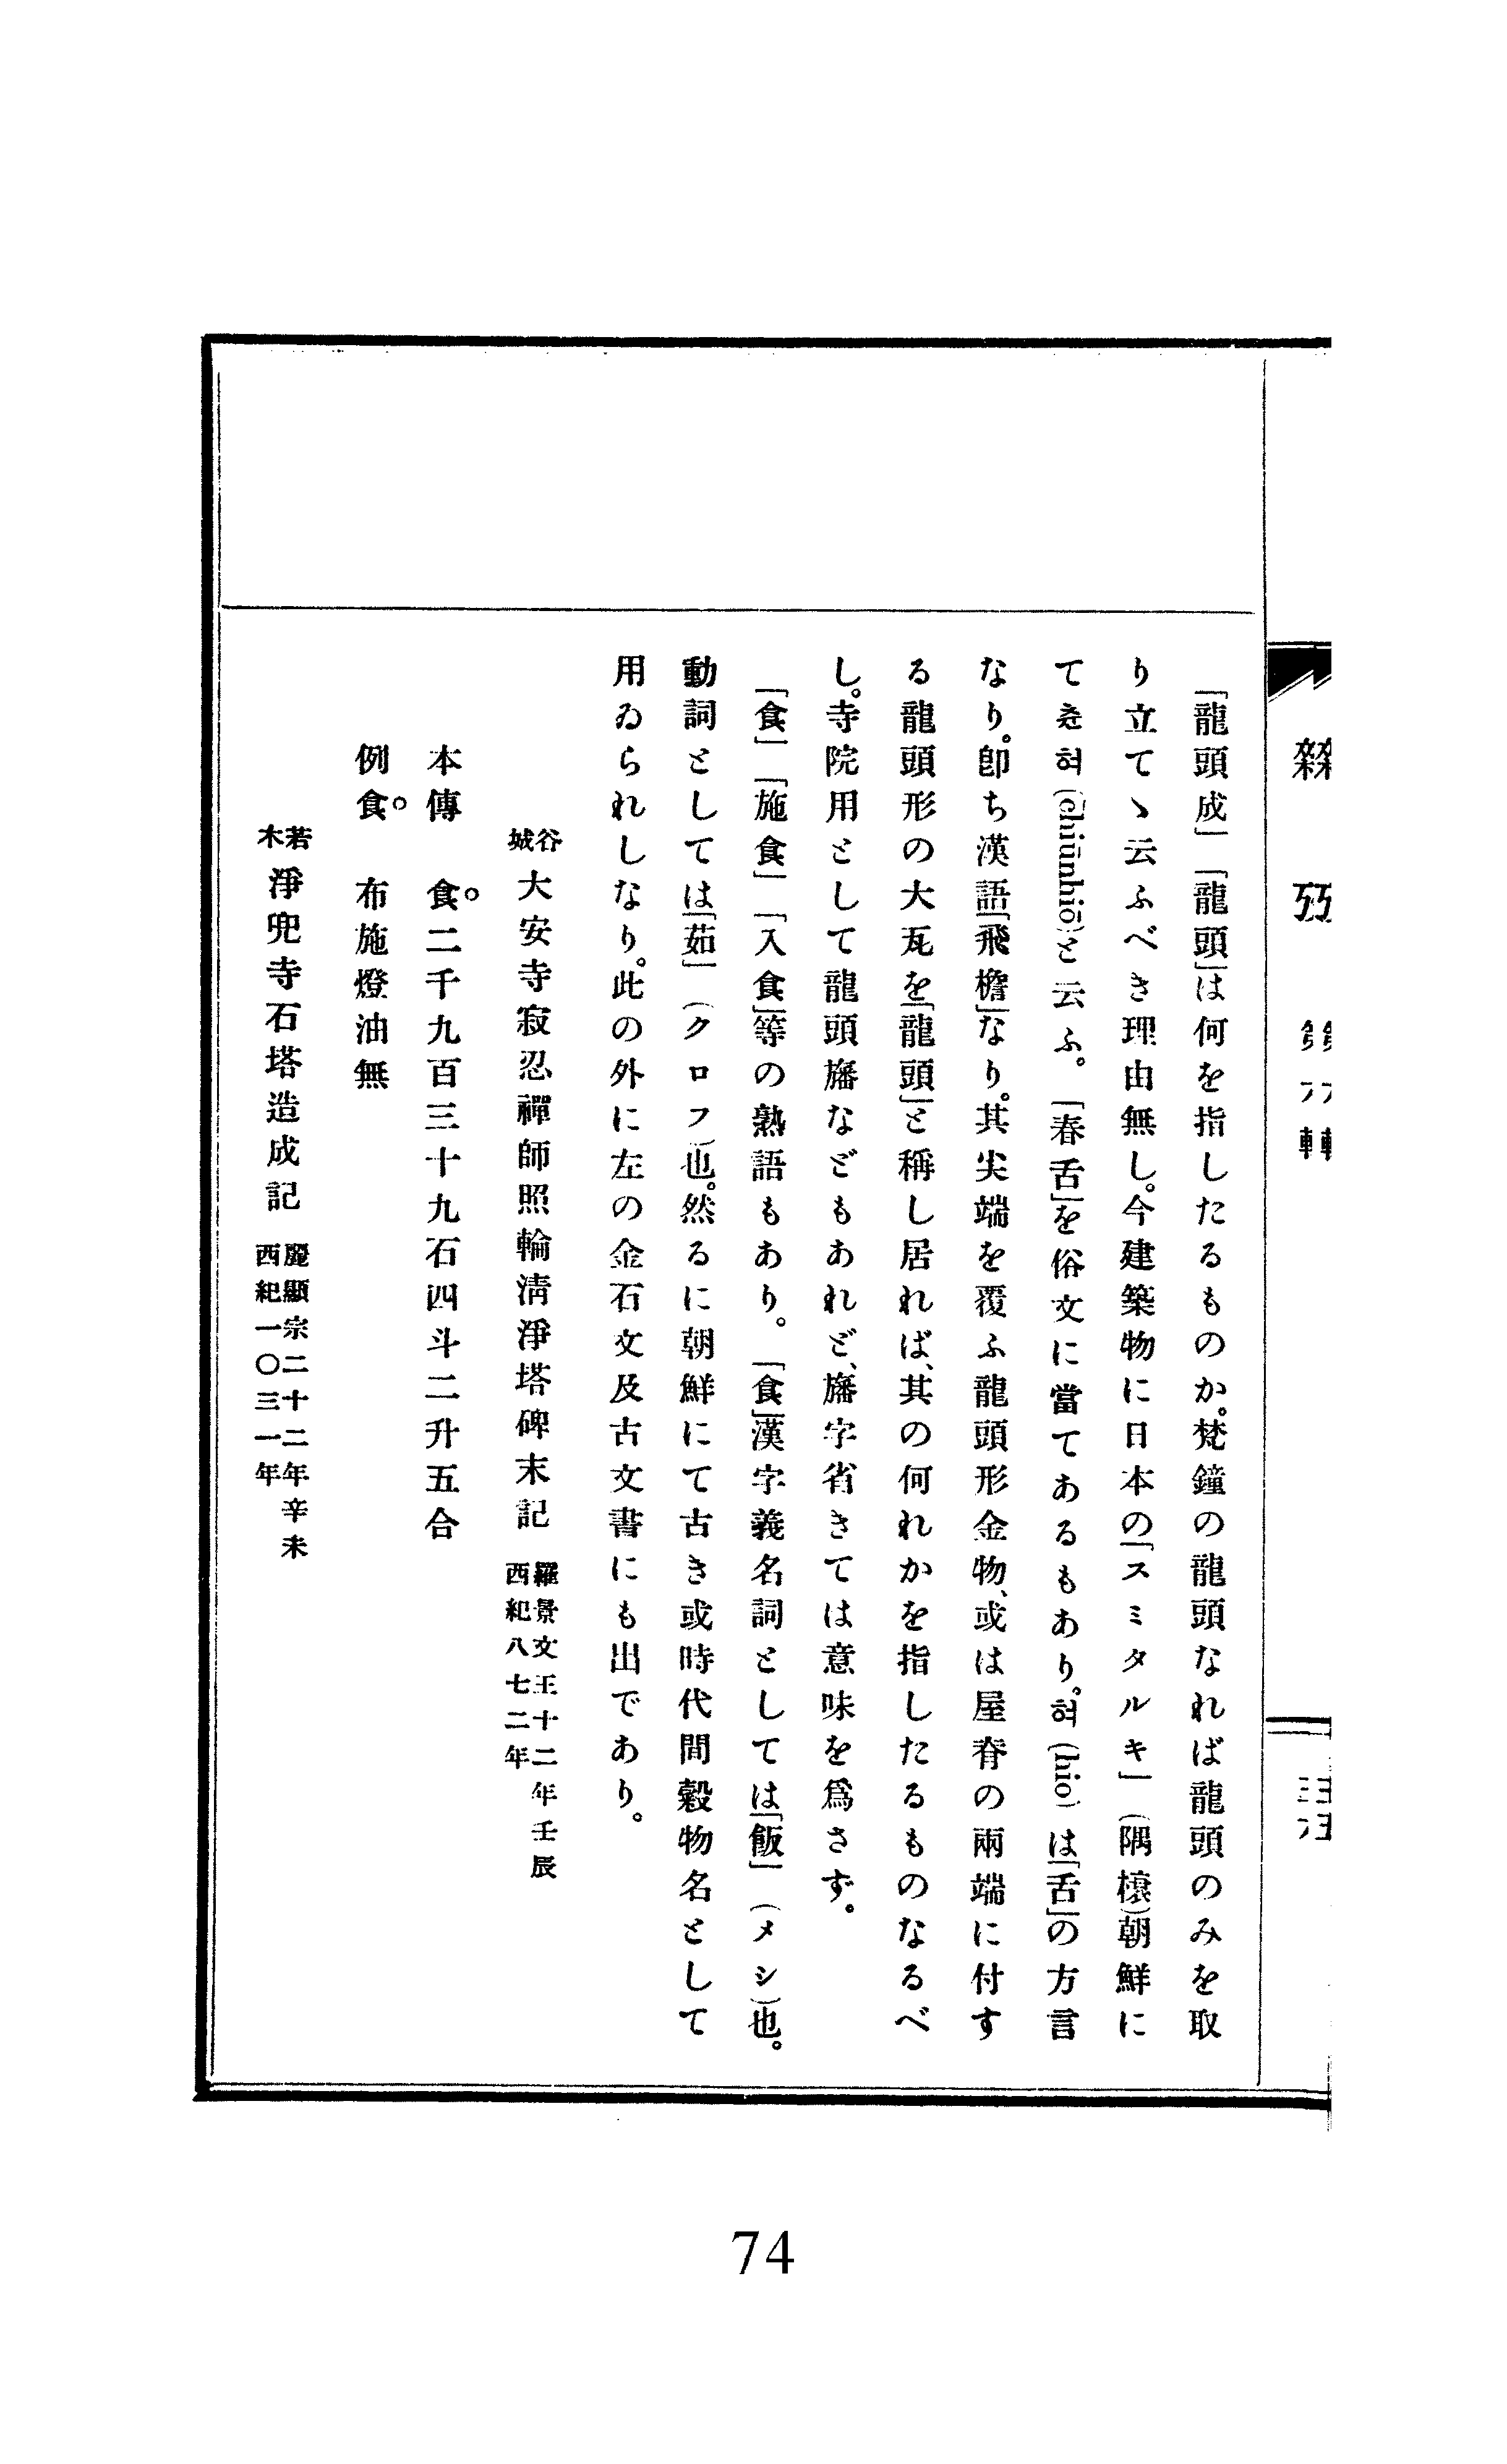 「龍頭成」「龍頭」は何を指したるものか。梵鐘の龍頭なれば龍頭のみを取
り立てゝ云ふべき理由無し。今建築物に日本の「スミタルキ」(隅榱)朝鮮に
て츈혀(chiünhiö)と云ふ。「春舌」を俗文に當てあるもあり。혀(hio)は「舌」の方言
なり。卽ち漢語「飛檐」なり。其尖端を覆ふ龍頭形金物、或は屋脊の兩端に付す
る龍頭形の大瓦を「龍頭」と稱し居れば、其の何れかを指したるものなるべ
し。寺院用として龍頭旛などもあれど、旛字省きては意味を爲さず。
「食」「施食」「入食」等の熟語もあり。「食」漢字義名詞としては「飯」(メシ)也。
動詞としては「茹」(クロフ)也。然るに朝鮮にて古き或時代間穀物名として
用ゐられしなり。此の外に左の金石文及古文書にも出であり。
谷城 大安寺寂忍禪師照輪淸淨塔碑末記 羅景文王十二年壬辰 西紀八七二年
本傳 食。二千九百三十九石四斗二升五合
例食。 布施燈油無
若木 淨兜寺石塔造成記 麗顯宗二十二年辛未 西紀一〇三一年
74